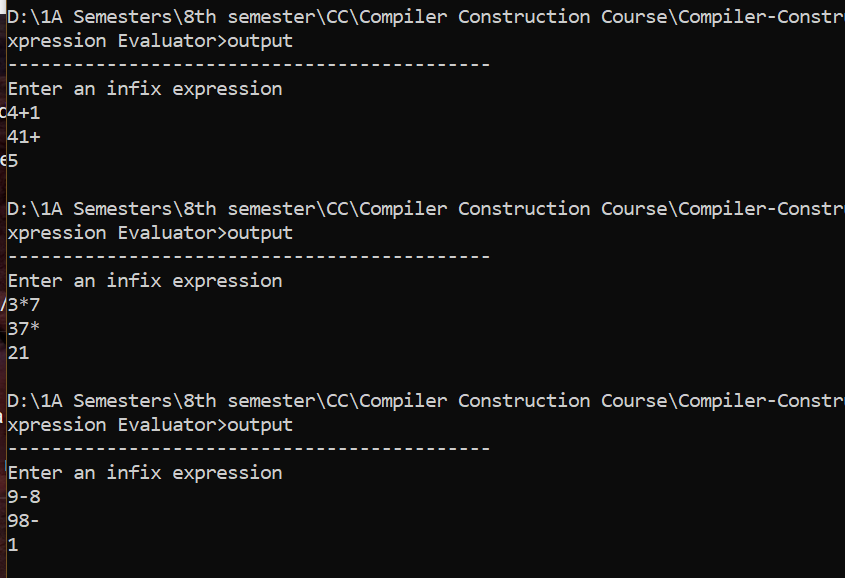 D:\1A Semesters\8th semester\CC\Compiler Construction Course\Compiler-Constr
xpression Evaluator>output
--------------------------------------------
Enter an infix expression
4+1
41+
5
D:\1A Semesters\8th semester\CC\Compiler Construction Course\Compiler-Constr
xpression Evaluator>output
--------------------------------------------
Enter an infix expression
3*7
37*
21
D:\1A Semesters\8th semester\CC\Compiler Construction Course\Compiler-Constr
xpression Evaluator>output
--------------------------------------------
Enter an infix expression
9-8
98-
1